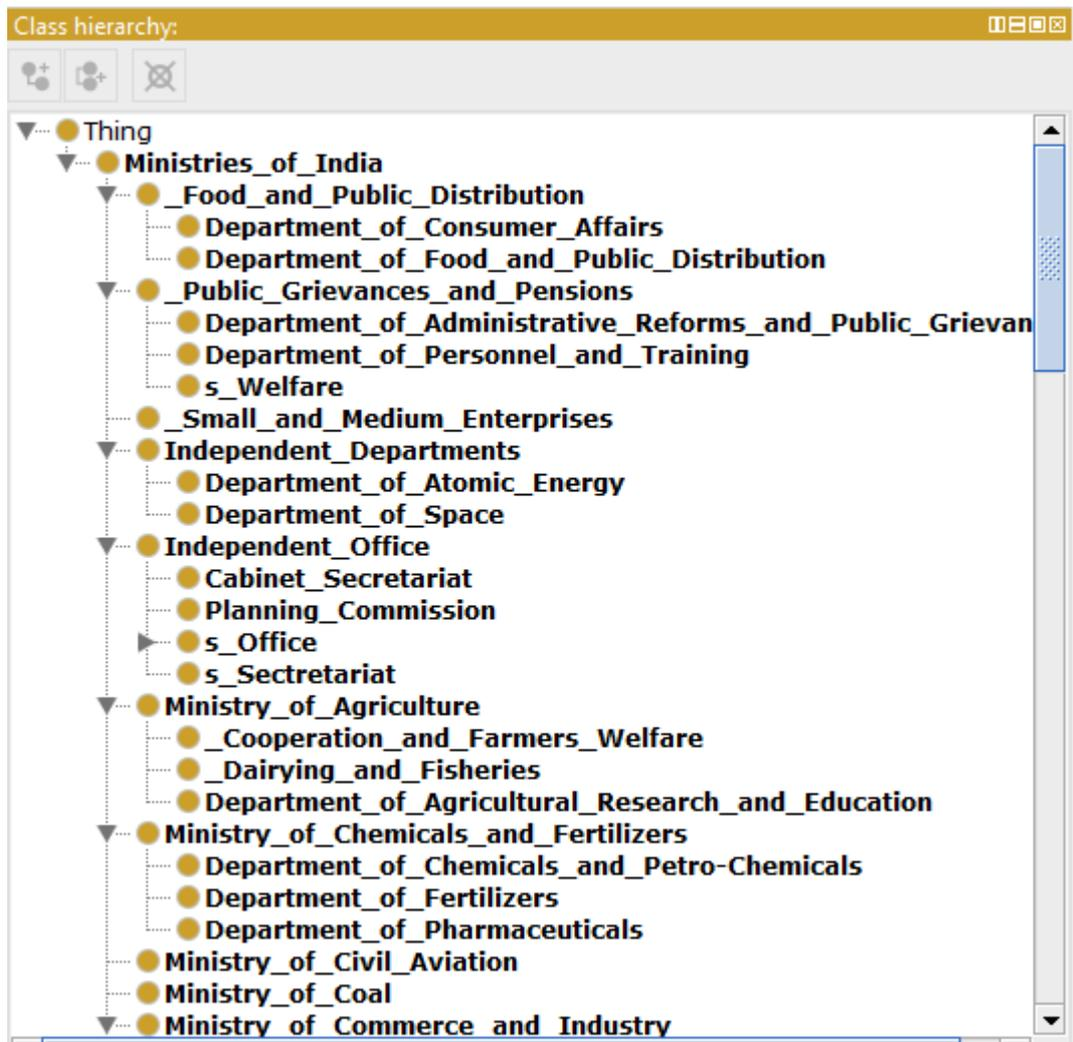 Class hierarchy:
Thing
Ministries_of_India
_Food_and_Public_Distribution
Department_of_Consumer_Affairs
Department_of_Food_and_Public_Distribution
_Public_Grievances_and_Pensions
Department_of_Administrative_Reforms_and_Public_Grievan
Department_of_Personnel_and_Training
s_Welfare
_Small_and_Medium_Enterprises
Independent_Departments
Department_of_Atomic_Energy
Department_of_Space
Independent_Office
Cabinet_Secretariat
Planning_Commission
s_Office
s_Sectretariat
Ministry_of_Agriculture
_Cooperation_and_Farmers_Welfare
_Dairying_and_Fisheries
Department_of_Agricultural_Research_and_Education
Ministry_of_Chemicals_and_Fertilizers
Department_of_Chemicals_and_Petro-Chemicals
Department_of_Fertilizers
Department_of_Pharmaceuticals
Ministry_of_Civil_Aviation
Ministry_of_Coal
Ministry_of_Commerce_and_Industry